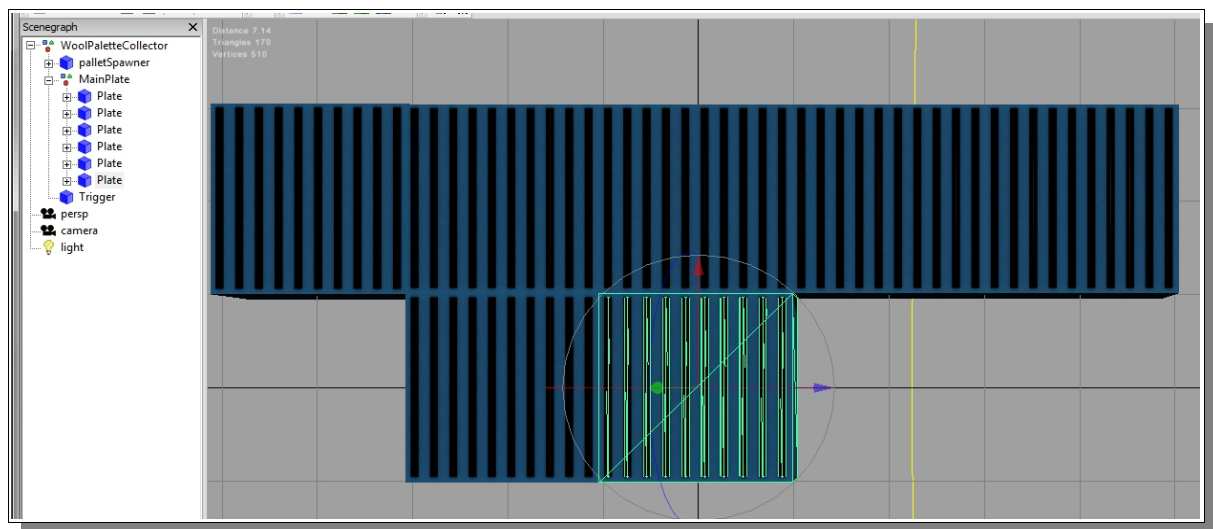 Scenegraph
WoolPaletteCollector
palletSpawner
MainPlate
Plate
Plate
Plate
Plate
Plate
Plate
Trigger
persp
camera
light
Distance 7.14
Triangles 170
Vertices 510